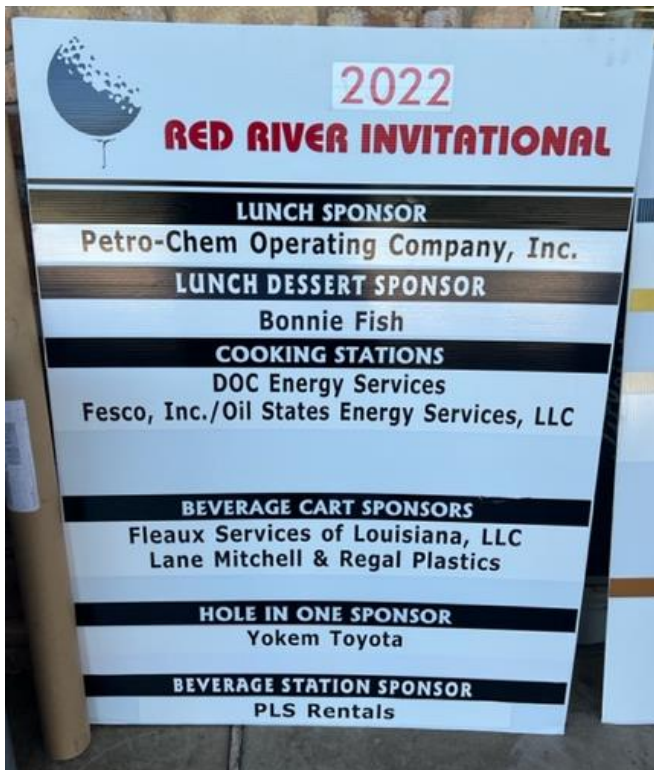 2022
RED RIVER INVITATIONAL
LUNCH SPONSOR
Petro-Chem Operating Company, Inc.
LUNCH DESSERT SPONSOR
Bonnie Fish
COOKING STATIONS
DOC Energy Services
Fesco, Inc./Oil States Energy Services, LLC
BEVERAGE CART SPONSORS
Fleaux Services of Louisiana, LLC
Lane Mitchell & Regal Plastics
HOLE IN ONE SPONSOR
Yokem Toyota
BEVERAGE STATION SPONSOR
PLS Rentals